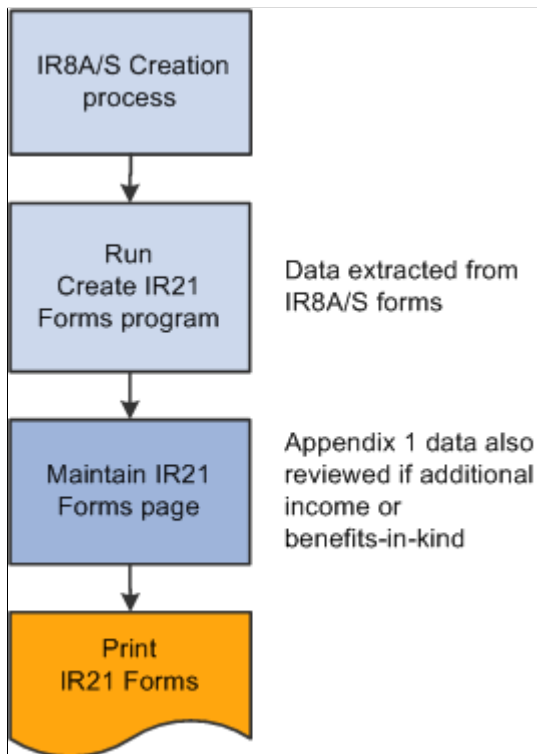 IR8A/S Creation
process
Run
Create IR21
Forms program
Data extracted from
IR8A/S forms
Maintain IR21
Forms page
Appendix 1 data also
reviewed if additional
income or
benefits-in-kind
Print
IR21 Forms